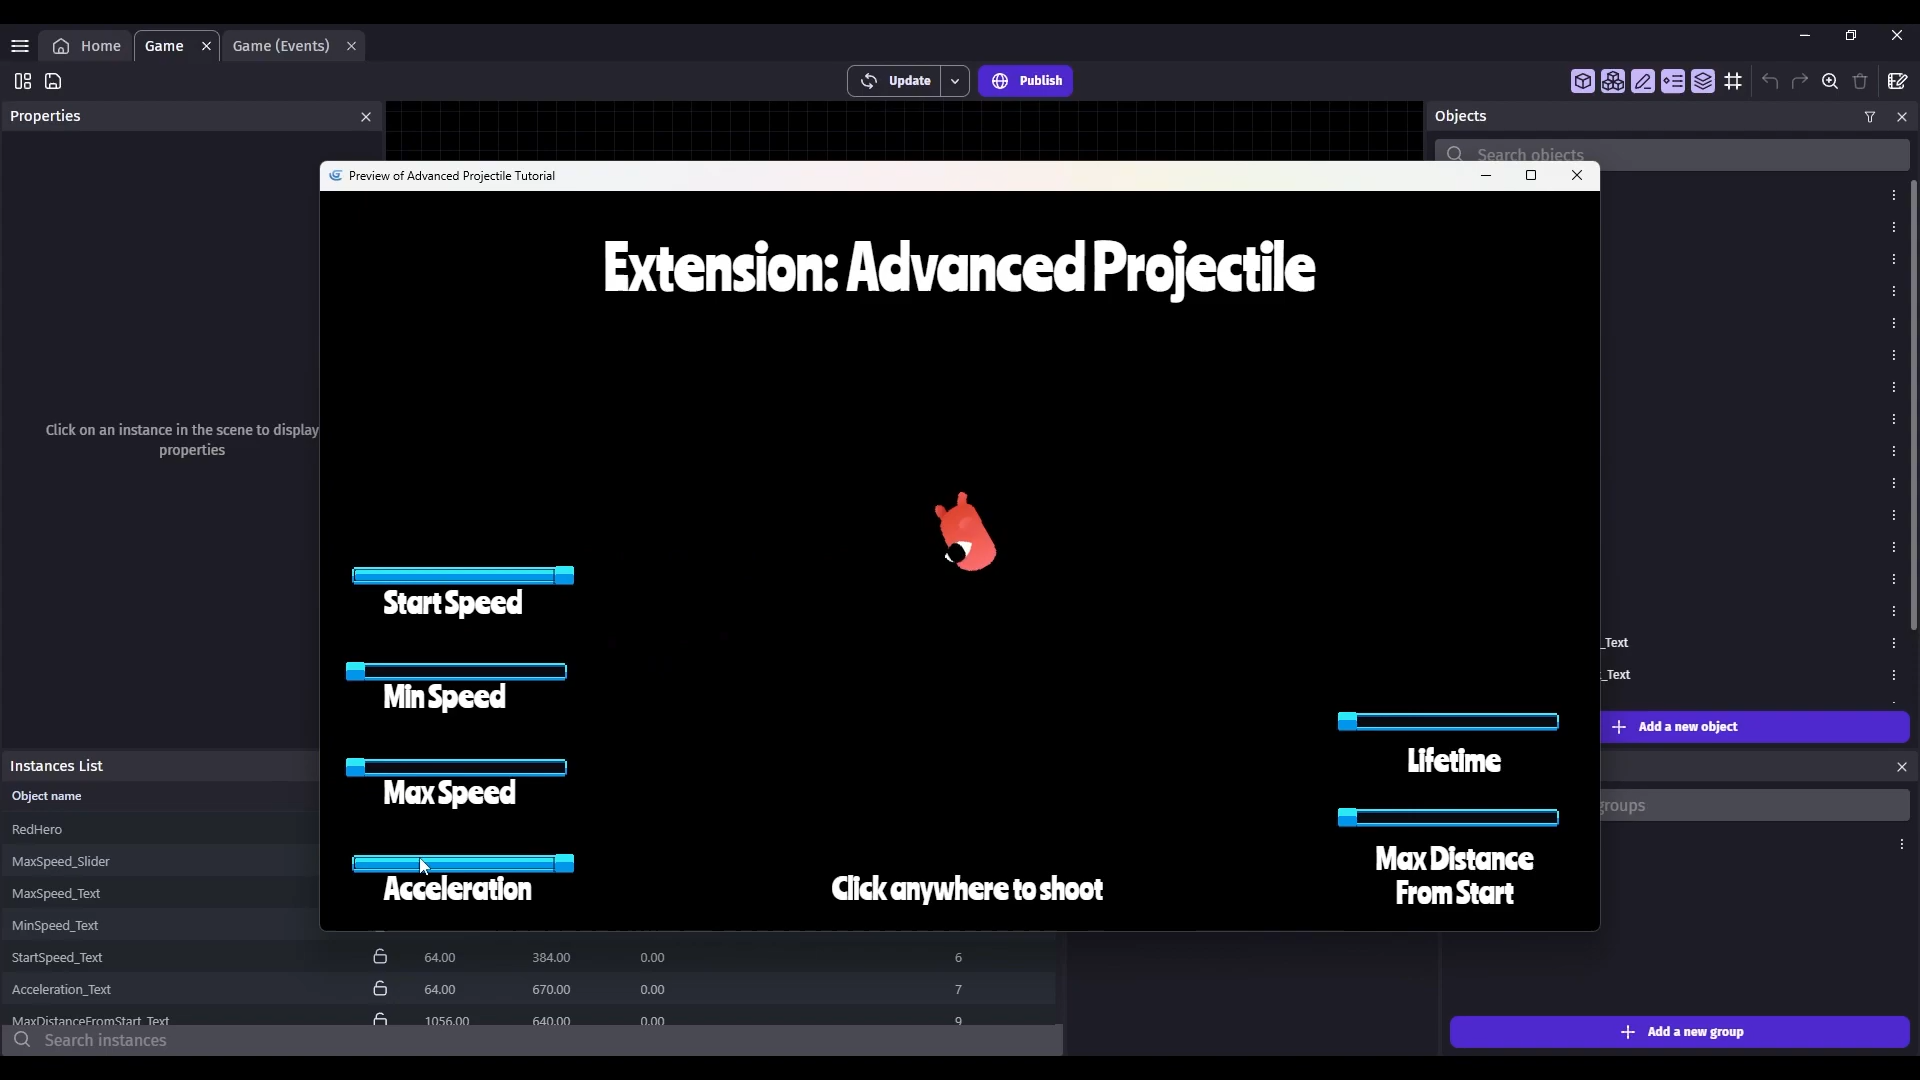 Home
Game
Game (Events)
Update
Publish
Properties
Objects
Search objects
Preview of Advanced Projectile Tutorial
Extension: Advanced Projectile
Click on an instance in the scene to display
properties
Start Speed
Min Speed
Max Speed
Acceleration
Click anywhere to shoot
Lifetime
Max Distance
From Start
_Text
_Text
Add a new object
groups
Instances List
Object name
RedHero
MaxSpeed_Slider
MaxSpeed_Text
MinSpeed_Text
StartSpeed_Text 64.00 384.00 0.00 6
Acceleration_Text 64.00 670.00 0.00 7
MaxDistanceFromStart_Text 1056.00 640.00 0.00 9
Search instances
Add a new group